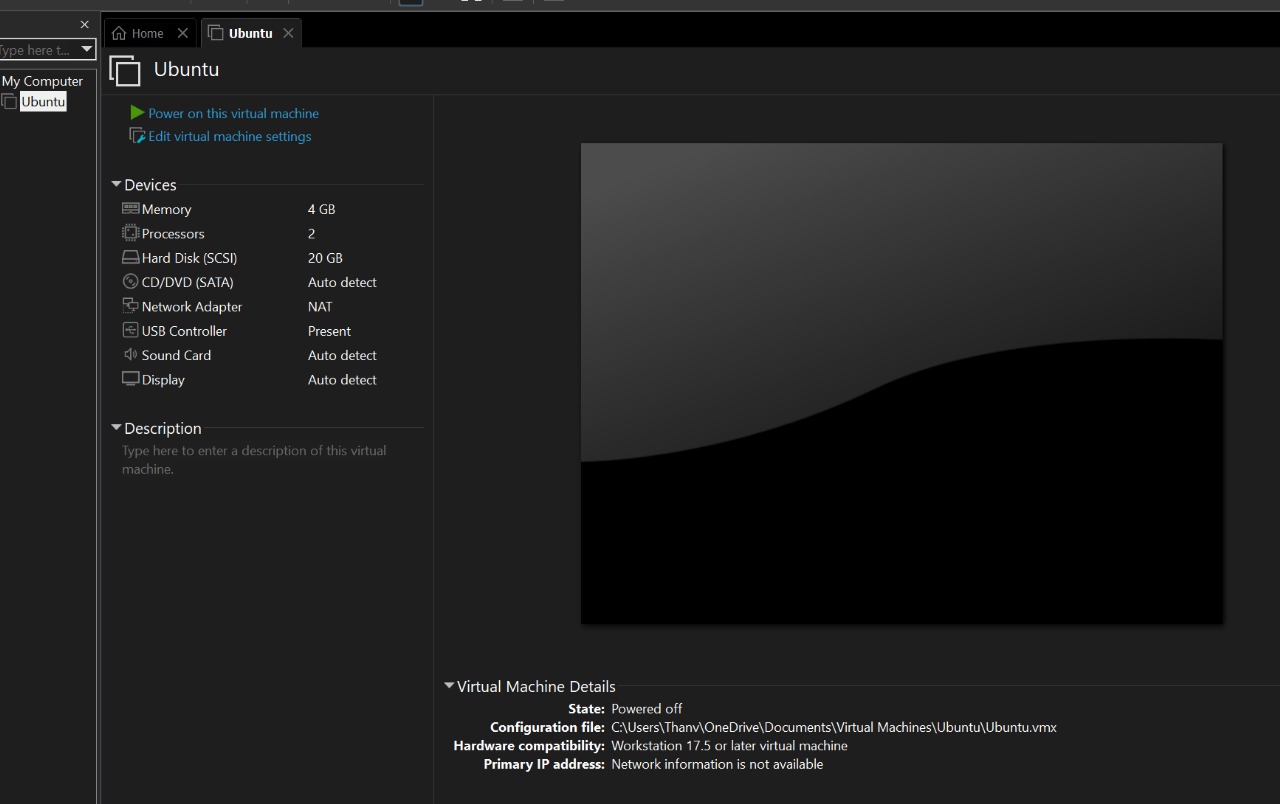 Home
Ubuntu
Type here t...
Ubuntu
My Computer
Ubuntu
Power on this virtual machine
Edit virtual machine settings
Devices
Memory 4 GB
Processors 2
Hard Disk (SCSI) 20 GB
CD/DVD (SATA) Auto detect
Network Adapter NAT
USB Controller Present
Sound Card Auto detect
Display Auto detect
Description
Type here to enter a description of this virtual
machine.
Virtual Machine Details
State: Powered off
Configuration file: C:\Users\Thanv\OneDrive\Documents\Virtual Machines\Ubuntu\Ubuntu.vmx
Hardware compatibility: Workstation 17.5 or later virtual machine
Primary IP address: Network information is not available